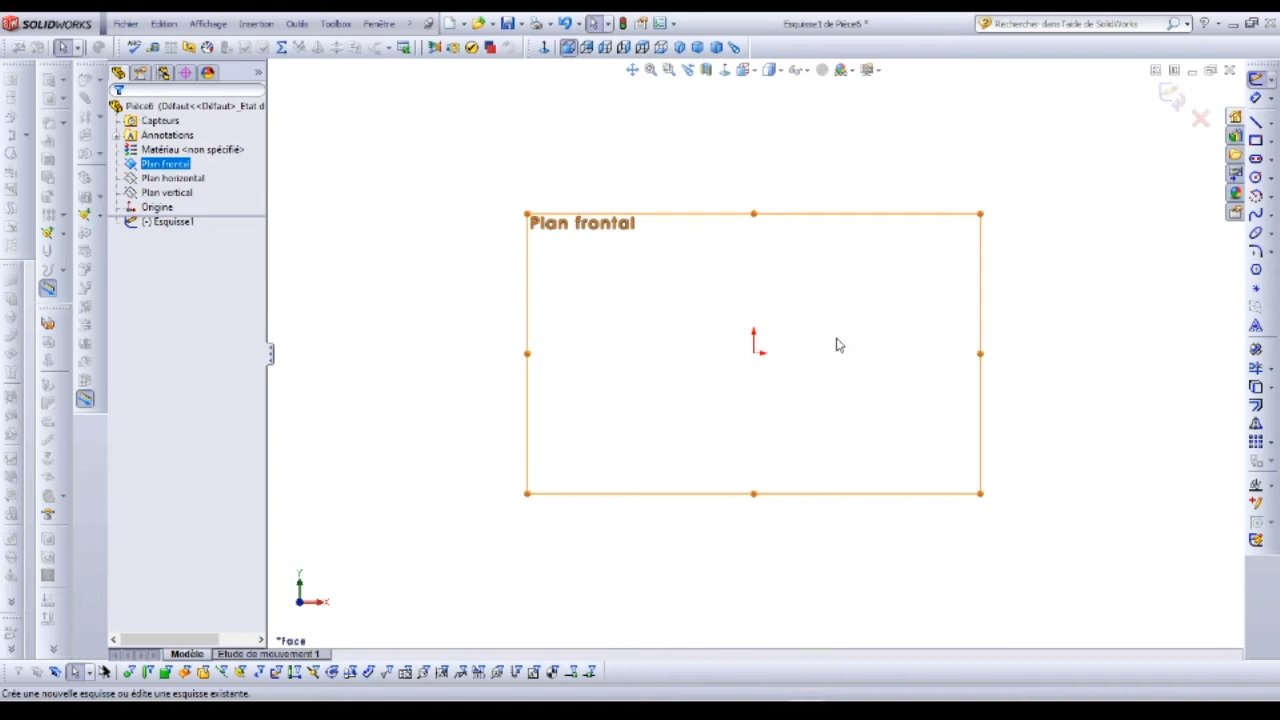 SOLIDWORKS Fichier Edition Affichage Insertion Outils Toolbox Fenêtre Esquisse1 de Pièce6 * Rechercher dans l'aide de SolidWorks
Pièce6 (Défaut<<Défaut>_Etat d
Capteurs
Annotations
Matériau <non spécifié>
Plan frontal
Plan horizontal
Plan vertical
Origine
(-) Esquisse1
Plan frontal
Y
X
*Face
Modèle Etude de mouvement 1
Crée une nouvelle esquisse ou édite une esquisse existante.